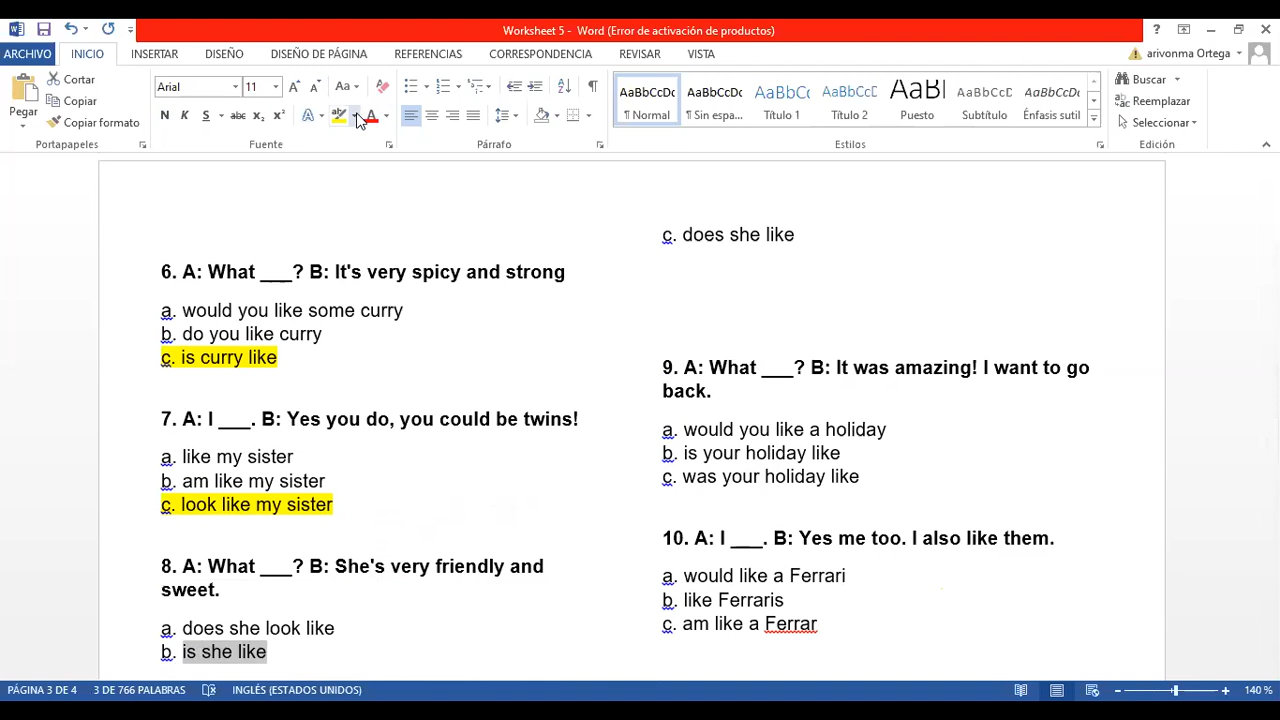 Worksheet 5 - Word (Error de activación de productos)
ARCHIVO INICIO INSERTAR DISEÑO DISEÑO DE PÁGINA REFERENCIAS CORRESPONDENCIA REVISAR VISTA arivonma Ortega
Pegar
Cortar
Copiar
Copiar formato
Portapapeles
Arial 11
Fuente
Párrafo
AaBbCcDc AaBbCcDc AaBbCc AaBbCcD AaBl AaBbCcD AaBbCcDc
¶ Normal ¶ Sin espa... Título 1 Título 2 Puesto Subtítulo Énfasis sutil
Estilos
Buscar
Reemplazar
Seleccionar
Edición
6. A: What ___? B: It's very spicy and strong
a. would you like some curry
b. do you like curry
c. is curry like
7. A: I ___. B: Yes you do, you could be twins!
a. like my sister
b. am like my sister
c. look like my sister
8. A: What ___? B: She's very friendly and
sweet.
a. does she look like
b. is she like
c. does she like
9. A: What ___? B: It was amazing! I want to go
back.
a. would you like a holiday
b. is your holiday like
c. was your holiday like
10. A: I ___. B: Yes me too. I also like them.
a. would like a Ferrari
b. like Ferraris
c. am like a Ferrar
PÁGINA 3 DE 4 3 DE 766 PALABRAS INGLÉS (ESTADOS UNIDOS) 140 %